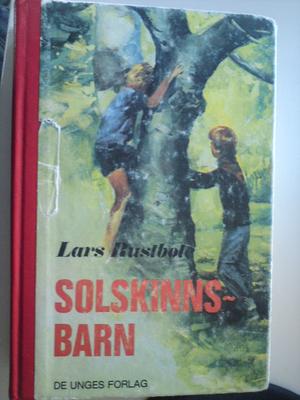 Lars Rustbøle
SOLSKINNS-
BARN
DE UNGES FORLAG